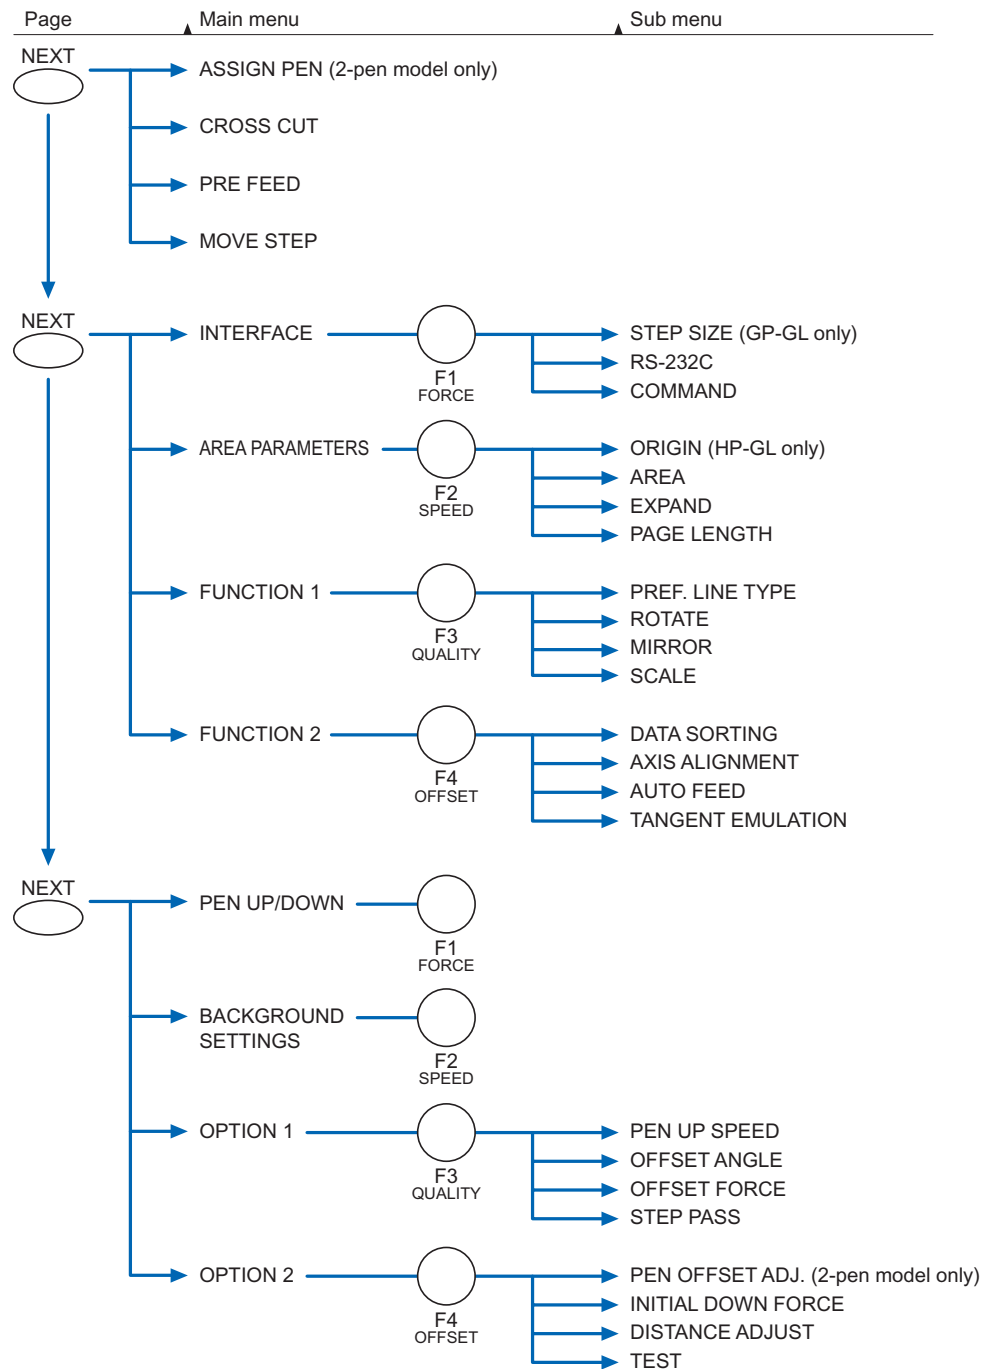 Page Main menu Sub menu
NEXT
ASSIGN PEN (2-pen model only)
CROSS CUT
PRE FEED
MOVE STEP
NEXT
INTERFACE
F1
FORCE
STEP SIZE (GP-GL only)
RS-232C
COMMAND
AREA PARAMETERS
F2
SPEED
ORIGIN (HP-GL only)
AREA
EXPAND
PAGE LENGTH
FUNCTION 1
F3
QUALITY
PREF. LINE TYPE
ROTATE
MIRROR
SCALE
FUNCTION 2
F4
OFFSET
DATA SORTING
AXIS ALIGNMENT
AUTO FEED
TANGENT EMULATION
NEXT
PEN UP/DOWN
F1
FORCE
BACKGROUND
SETTINGS
F2
SPEED
OPTION 1
F3
QUALITY
PEN UP SPEED
OFFSET ANGLE
OFFSET FORCE
STEP PASS
OPTION 2
F4
OFFSET
PEN OFFSET ADJ. (2-pen model only)
INITIAL DOWN FORCE
DISTANCE ADJUST
TEST